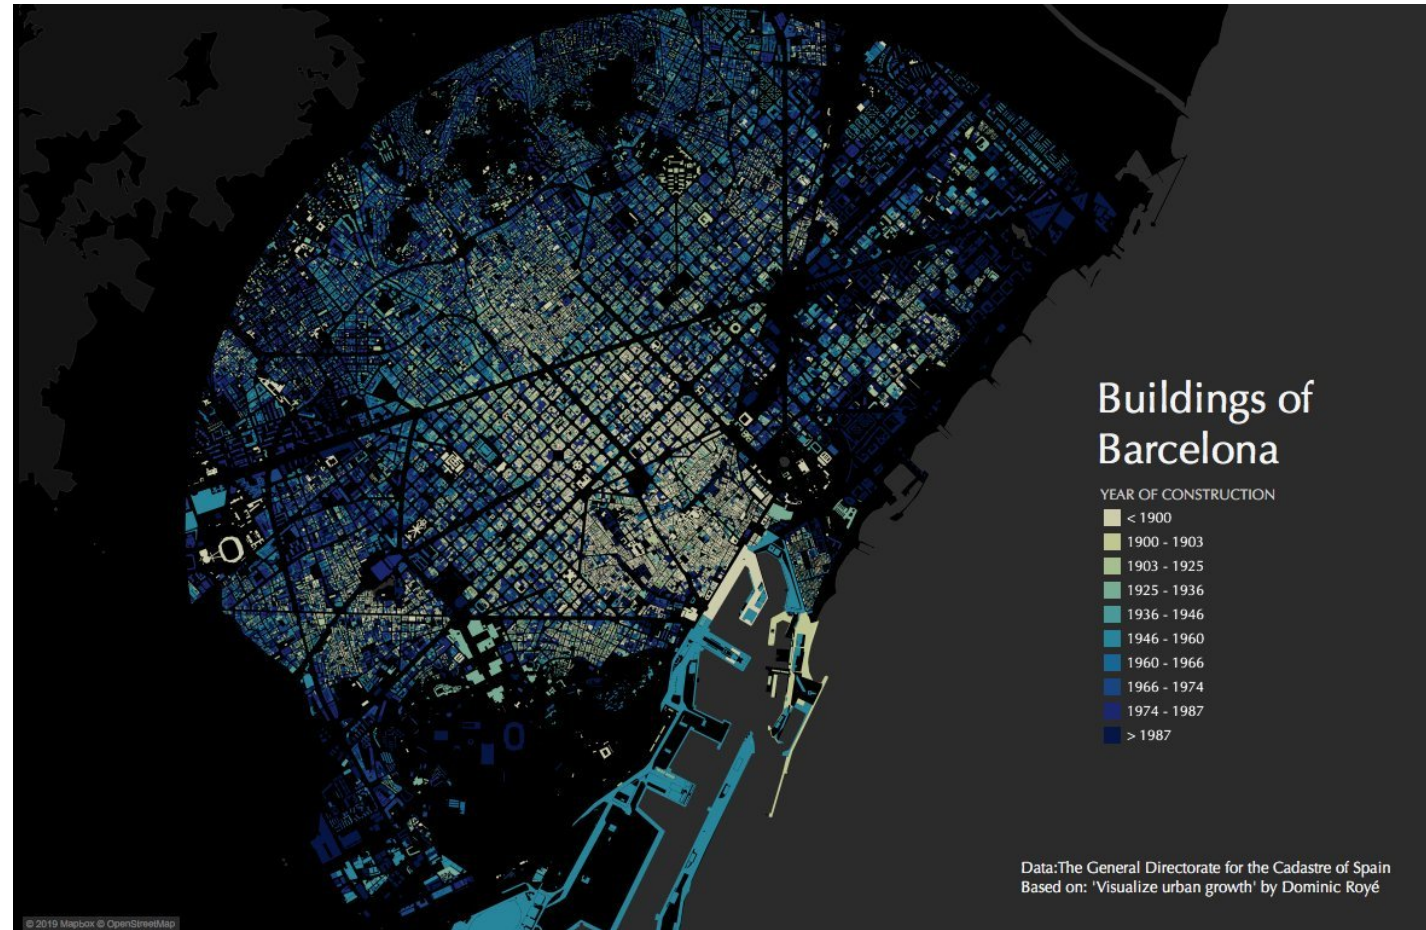 Buildings of
Barcelona
YEAR OF CONSTRUCTION
< 1900
1900 - 1903
1903 - 1925
1925 - 1936
1936 - 1946
1946 - 1960
1960 - 1966
1966 - 1974
1974 - 1987
> 1987
Data:The General Directorate for the Cadastre of Spain
Based on: 'Visualize urban growth' by Dominic Royé
© 2019 Mapbox © OpenStreetMap